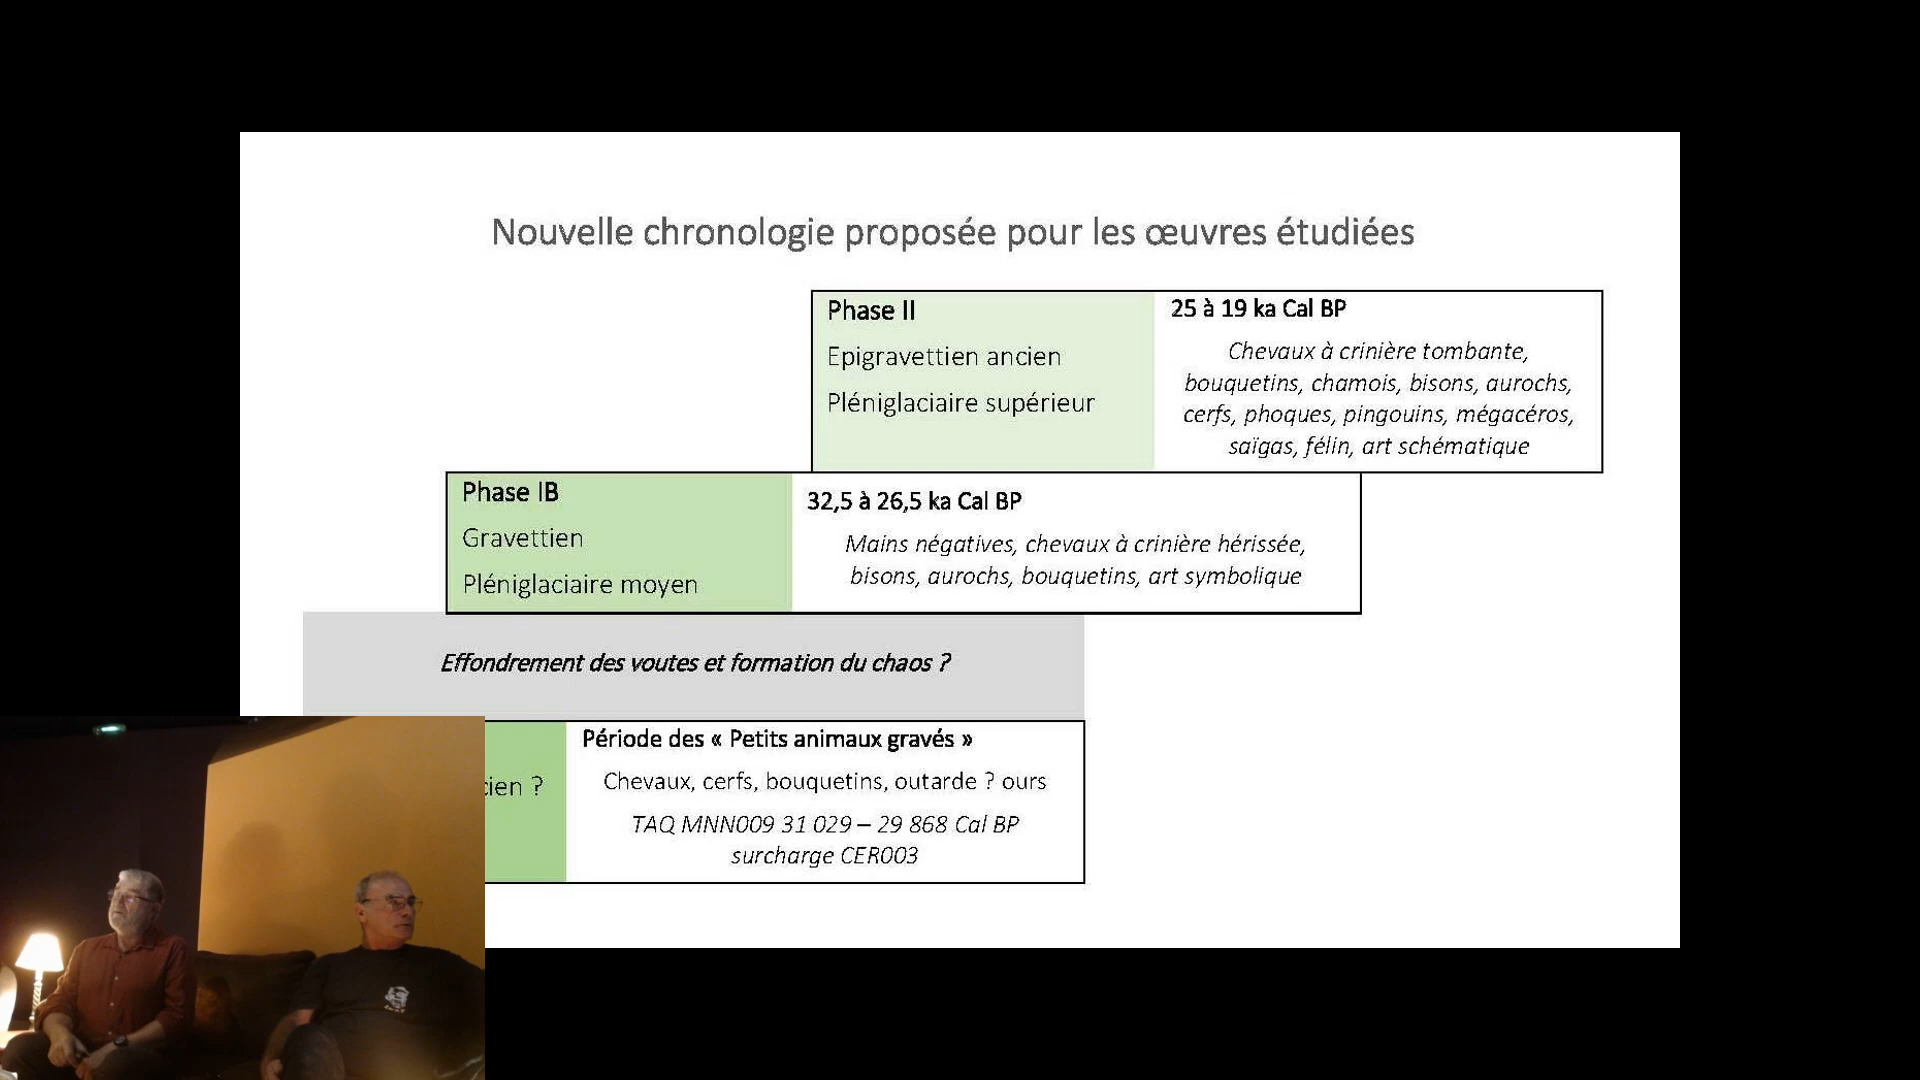 Nouvelle chronologie proposée pour les œuvres étudiées
Phase II
Epigravettien ancien
Pléniglaciaire supérieur
25 à 19 ka Cal BP
Chevaux à crinière tombante,
bouquetins, chamois, bisons, aurochs,
cerfs, phoques, pingouins, mégacéros,
saïgas, félin, art schématique
Phase IB
Gravettien
Pléniglaciaire moyen
32,5 à 26,5 ka Cal BP
Mains négatives, chevaux à crinière hérissée,
bisons, aurochs, bouquetins, art symbolique
Effondrement des voutes et formation du chaos ?
cien ?
Période des « Petits animaux gravés »
Chevaux, cerfs, bouquetins, outarde ? ours
TAQ MNN009 31 029 – 29 868 Cal BP
surcharge CER003